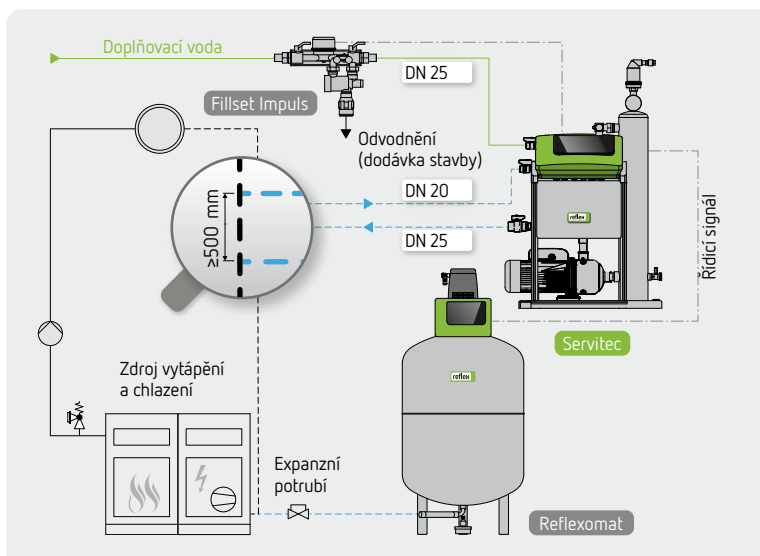 Doplňovací voda
DN 25
Fillset Impuls
Odvodnění
(dodávka stavby)
DN 20
DN 25
≥500 mm
reflex
Řídicí signál
Servitec
Zdroj vytápění
a chlazení
reflex
Expanzní
potrubí
Reflexomat